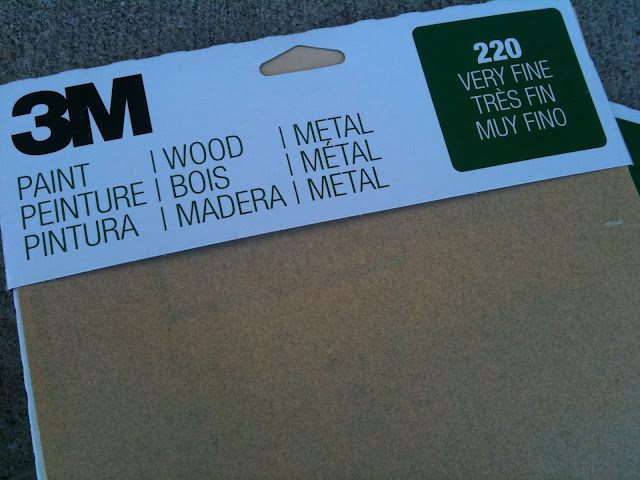 3M
PAINT | WOOD | METAL
PEINTURE | BOIS | MÉTAL
PINTURA | MADERA | METAL
220
VERY FINE
TRÈS FIN
MUY FINO